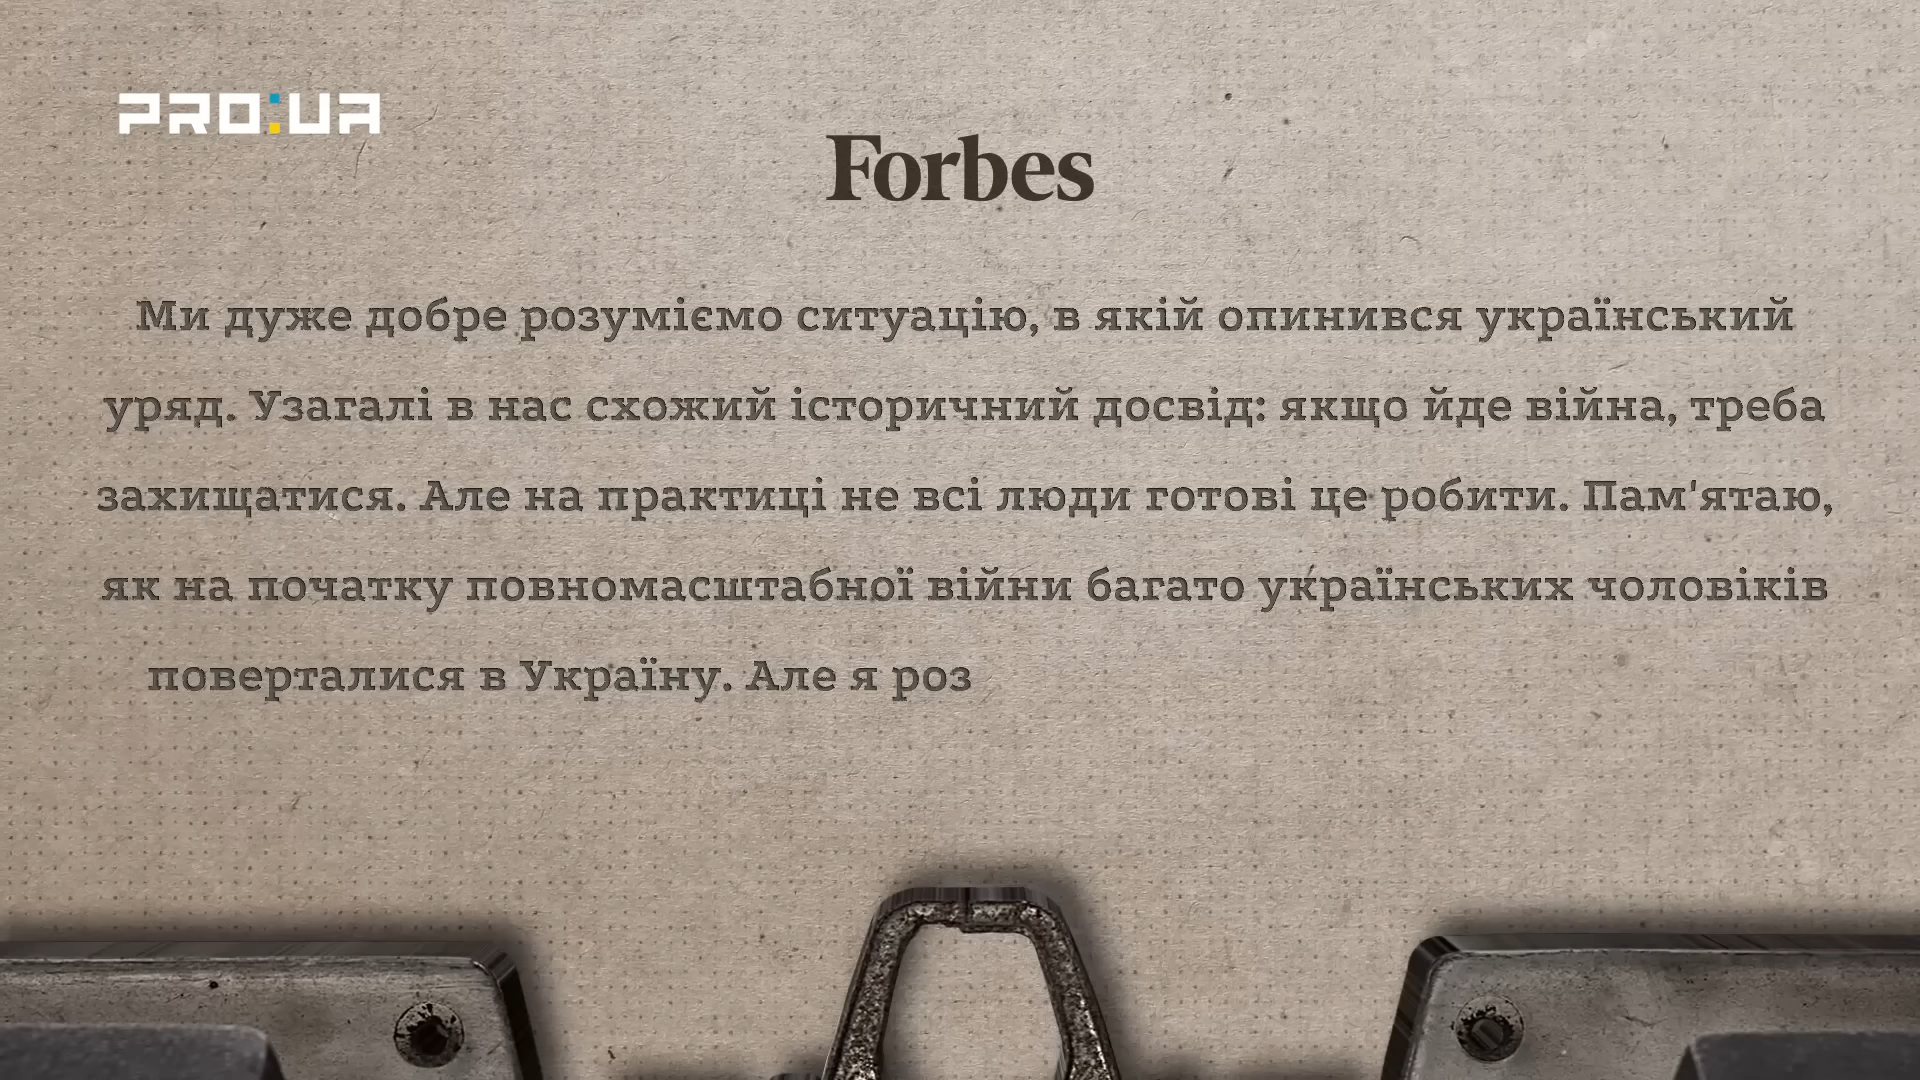 PRO:UA
Forbes
Ми дуже добре розуміємо ситуацію, в якій опинився український
уряд. Узагалі в нас схожий історичний досвід: якщо йде війна, треба
захищатися. Але на практиці не всі люди готові це робити. Пам'ятаю,
як на початку повномасштабної війни багато українських чоловіків
поверталися в Україну. Але я роз